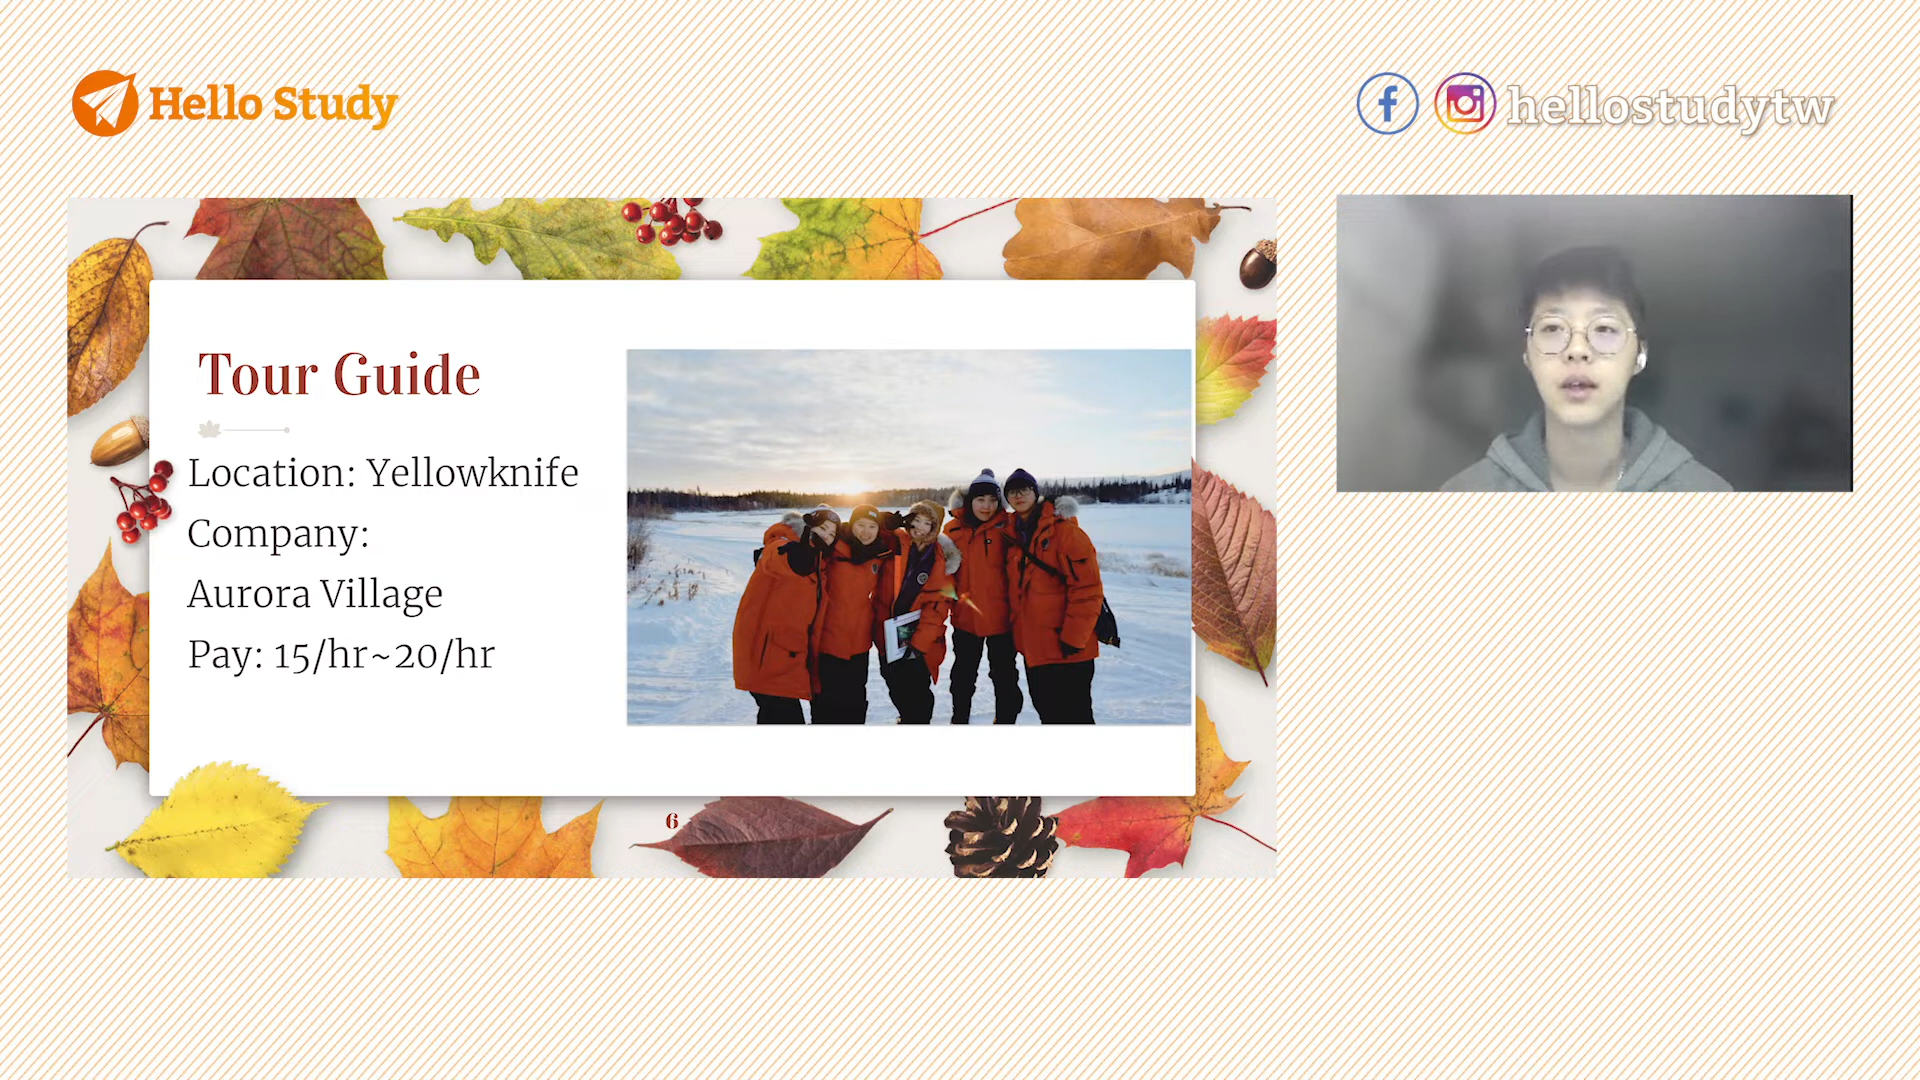 Hello Study
hellostudytw
Tour Guide
Location: Yellowknife
Company:
Aurora Village
Pay: 15/hr~20/hr
6